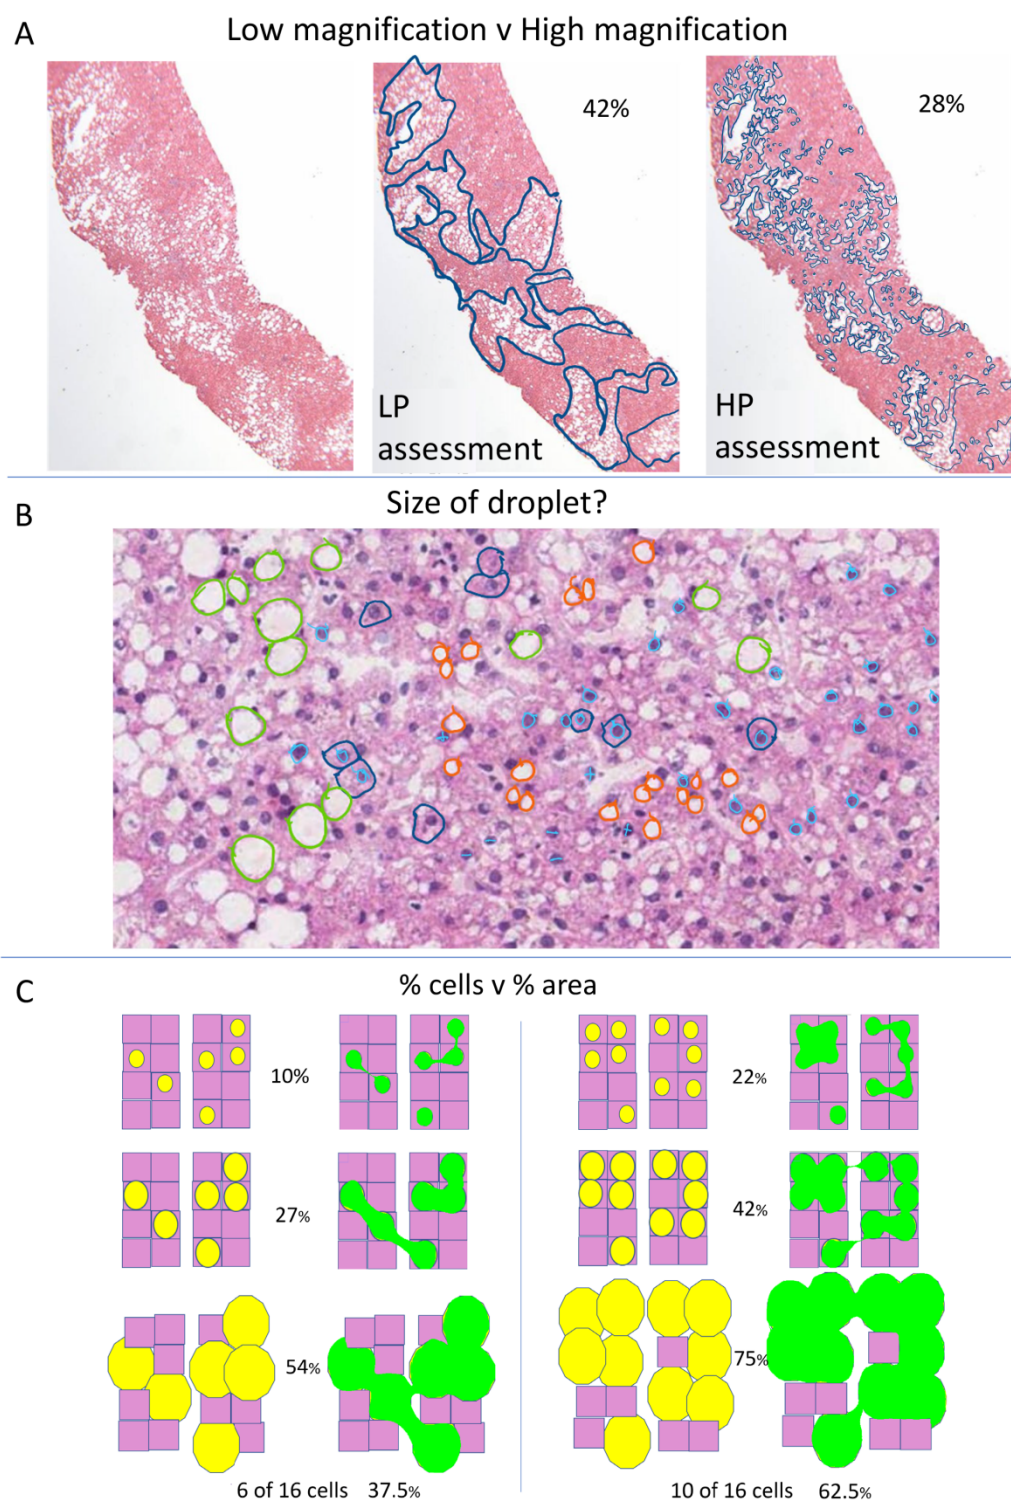 A
Low magnification v High magnification
42%
28%
LP
assessment
HP
assessment
B
Size of droplet?
C
% cells v % area
10%
22%
27%
42%
54%
75%
6 of 16 cells 37.5%
10 of 16 cells 62.5%